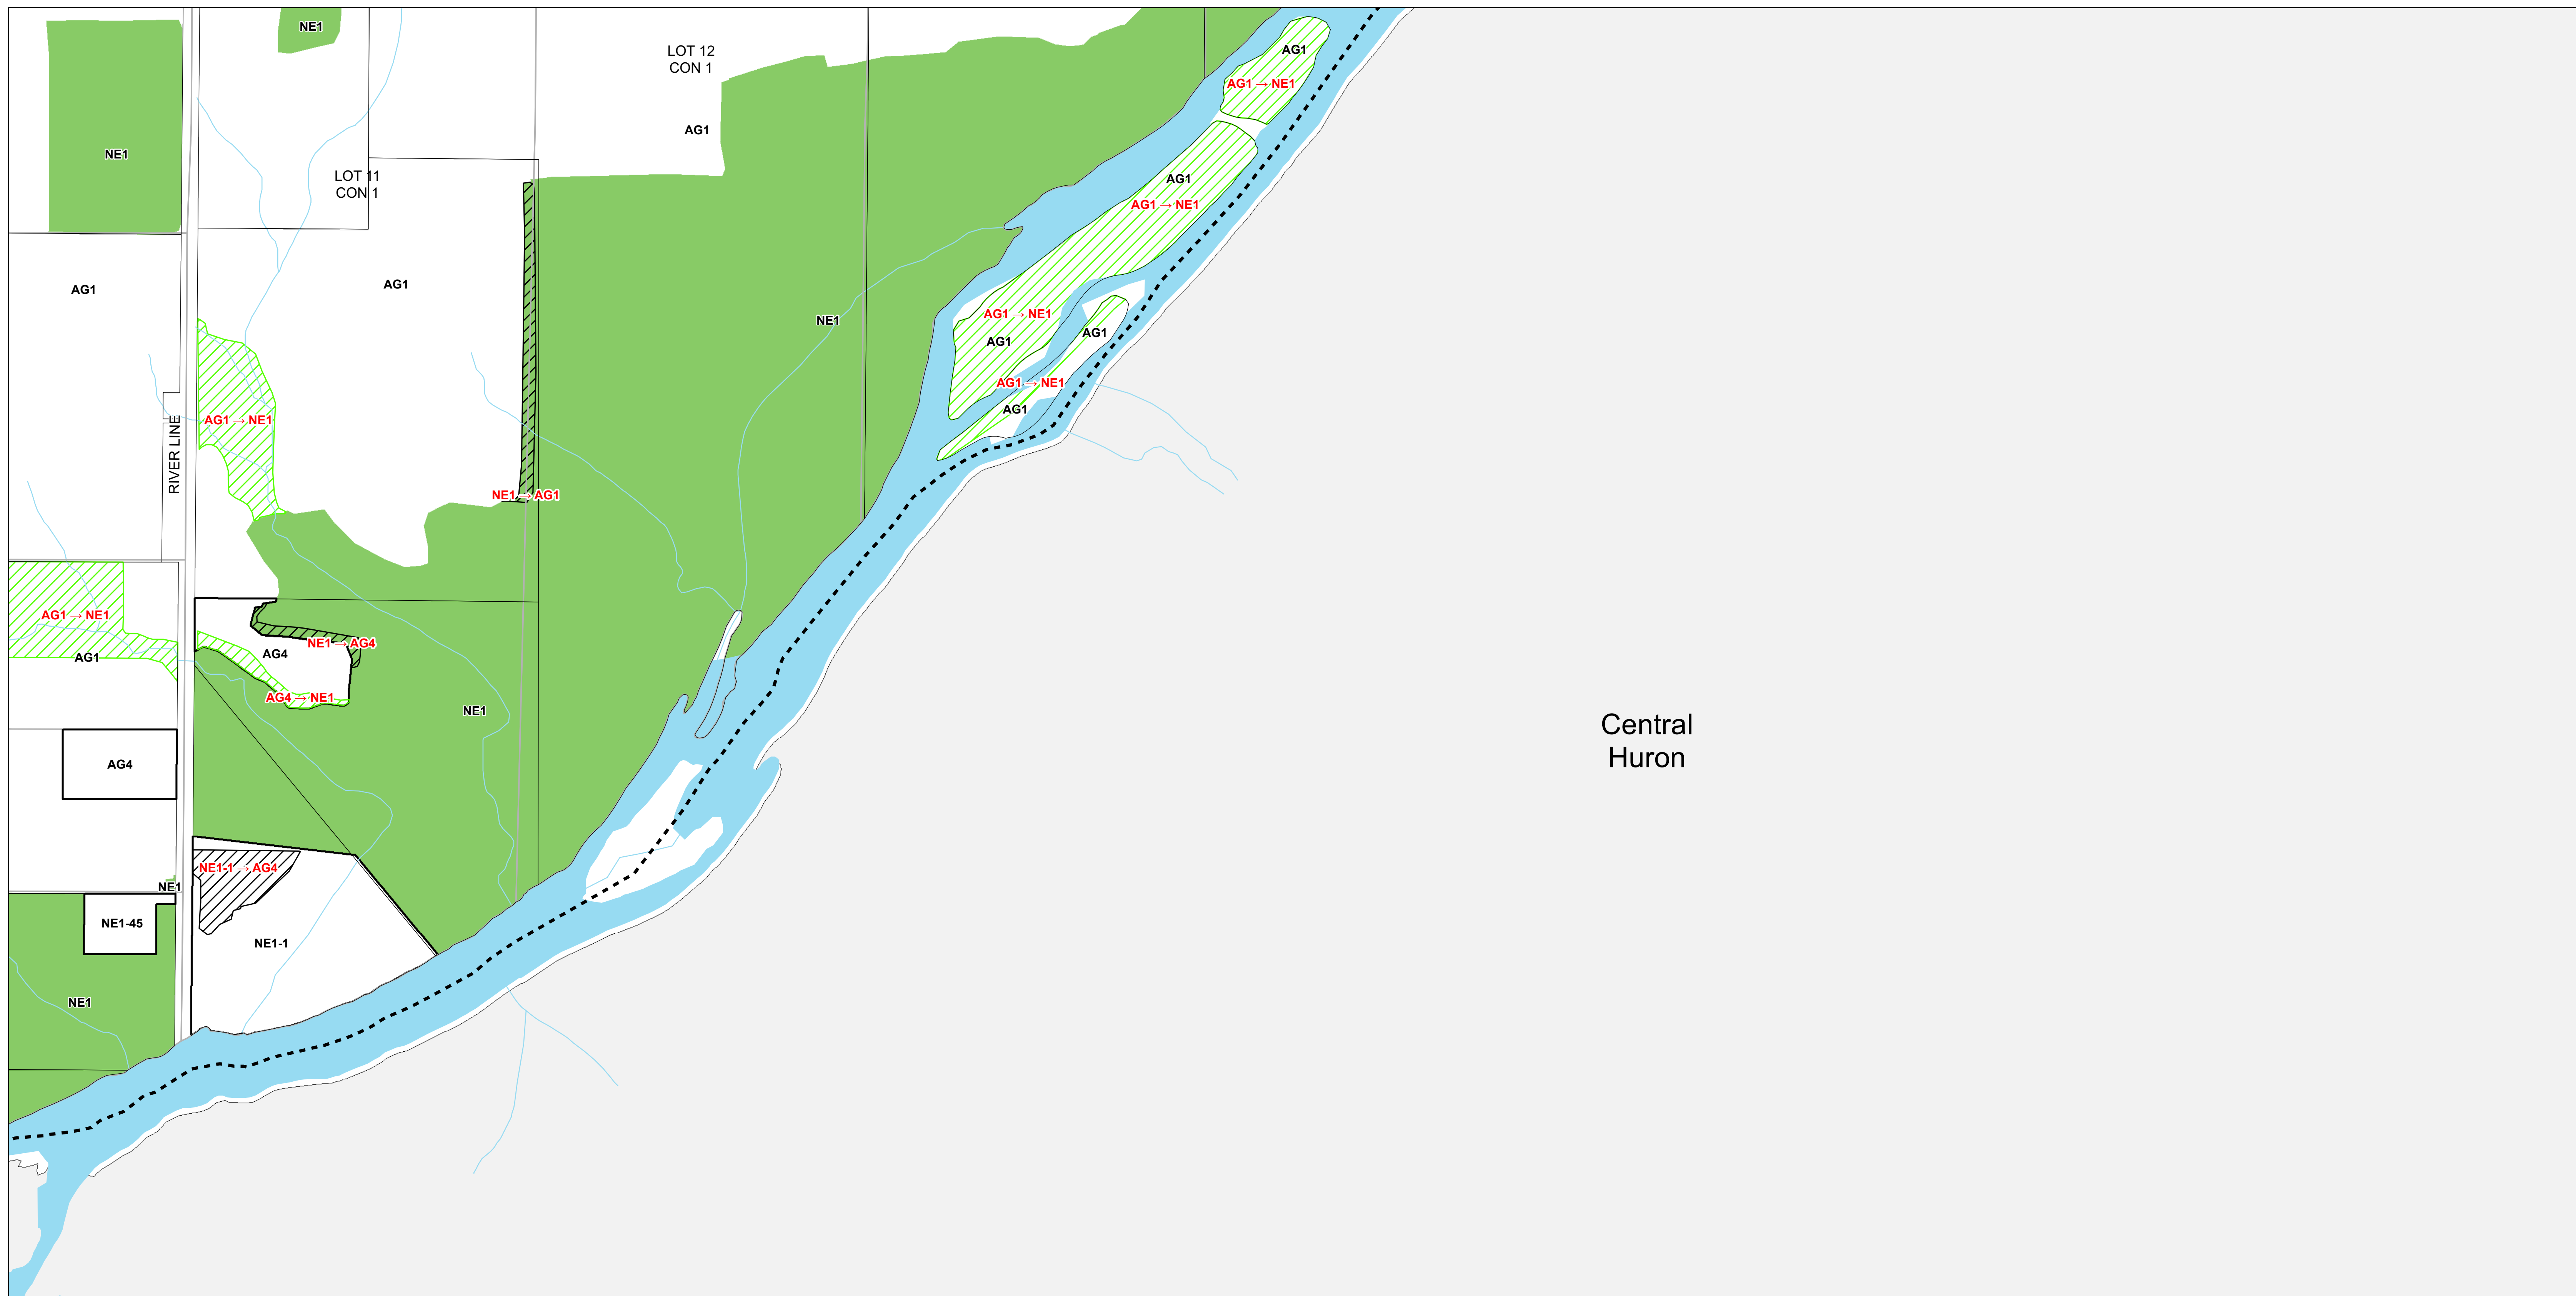 NE1
LOT 12
CON 1
AG1
AG1 → NE1
AG1
NE1
LOT 11
CON 1
AG1
AG1 → NE1
AG1
AG1
NE1
AG1 → NE1
AG1
AG1
AG1 → NE1
AG1
AG1 → NE1
RIVER LINE
NE1 → AG1
AG1 → NE1
AG1
NE1 → AG4
AG4
AG4 → NE1
NE1
Central
Huron
AG4
NE1-1 → AG4
NE1
NE1-45
NE1-1
NE1